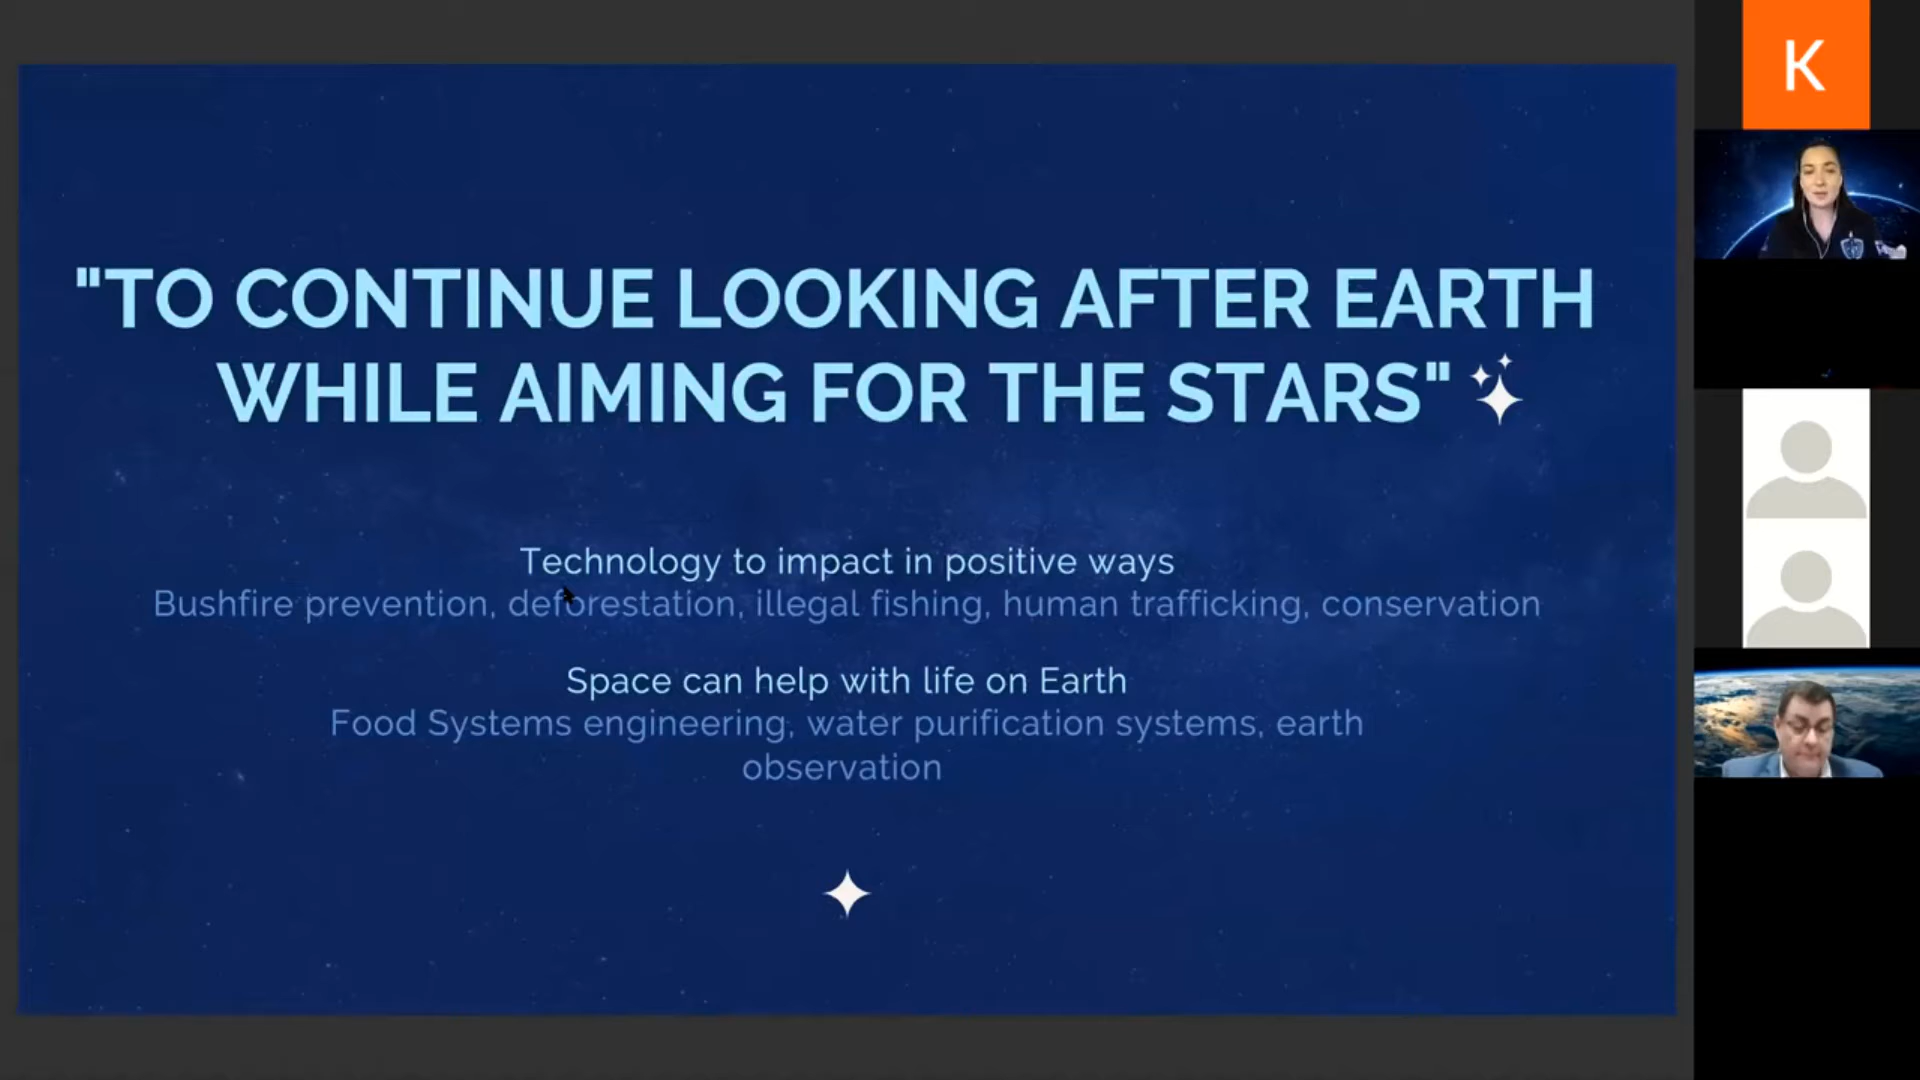 "TO CONTINUE LOOKING AFTER EARTH
WHILE AIMING FOR THE STARS"
Technology to impact in positive ways
Bushfire prevention, deforestation, illegal fishing, human trafficking, conservation
Space can help with life on Earth
Food Systems engineering, water purification systems, earth
observation
K